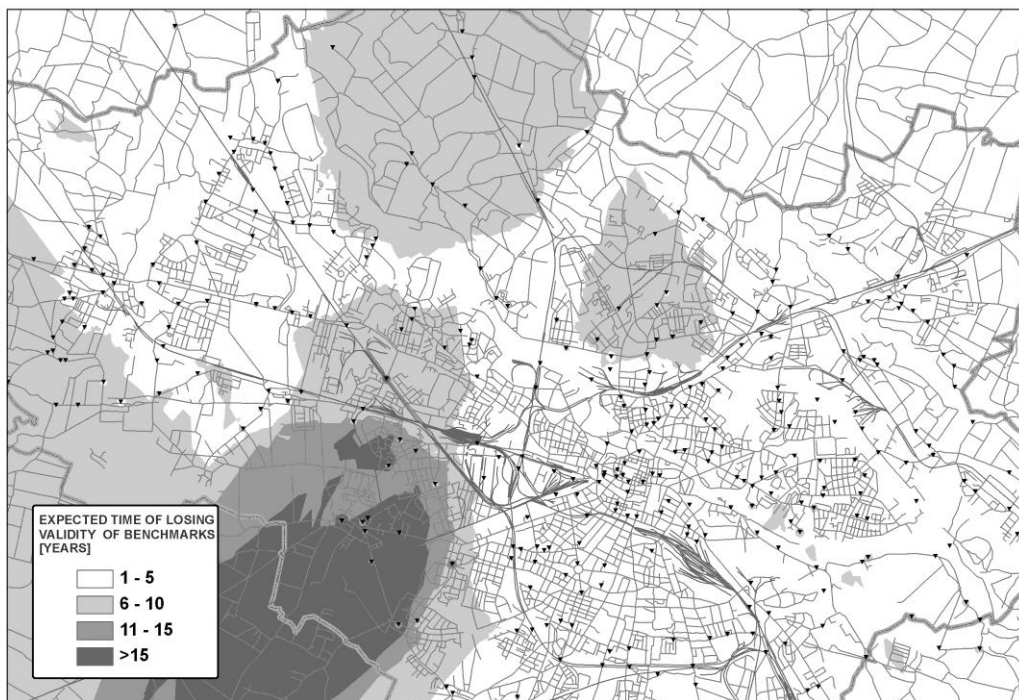 EXPECTED TIME OF LOSING
VALIDITY OF BENCHMARKS
[YEARS]
1 - 5
6 - 10
11 - 15
>15